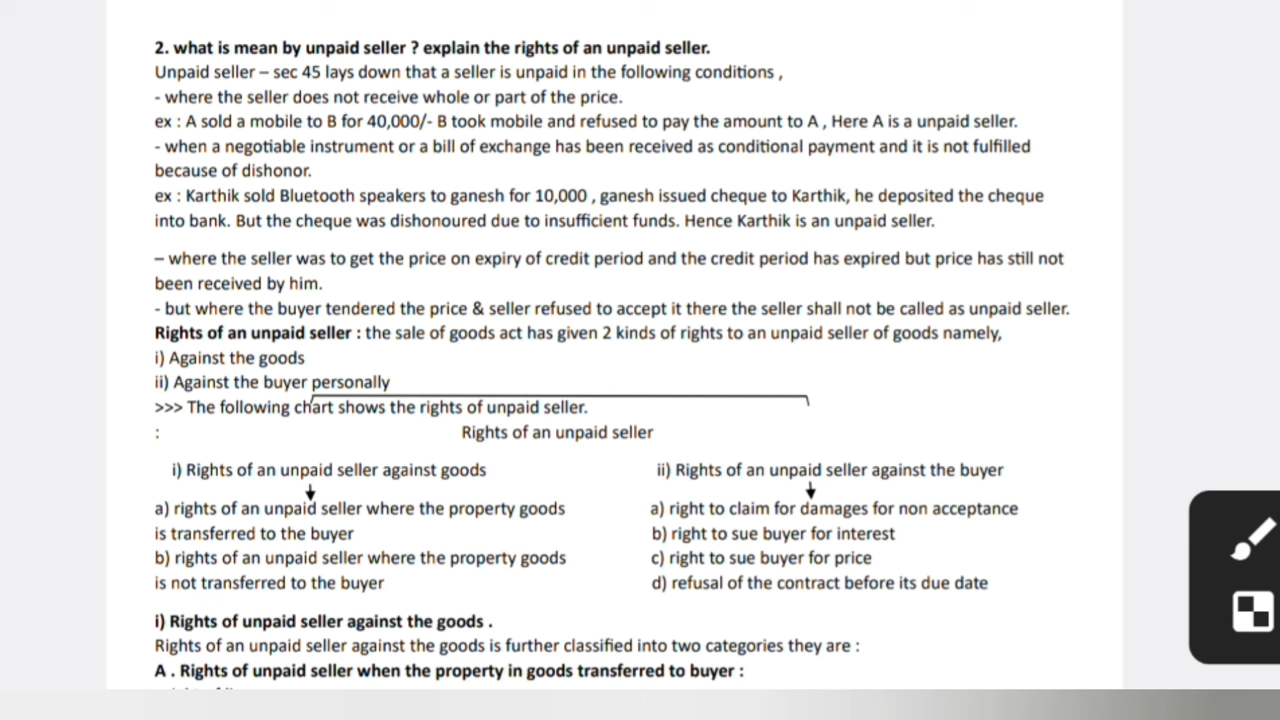 2. what is mean by unpaid seller ? explain the rights of an unpaid seller.
Unpaid seller – sec 45 lays down that a seller is unpaid in the following conditions ,
- where the seller does not receive whole or part of the price.
ex : A sold a mobile to B for 40,000/- B took mobile and refused to pay the amount to A , Here A is a unpaid seller.
- when a negotiable instrument or a bill of exchange has been received as conditional payment and it is not fulfilled
because of dishonor.
ex : Karthik sold Bluetooth speakers to ganesh for 10,000 , ganesh issued cheque to Karthik, he deposited the cheque
into bank. But the cheque was dishonoured due to insufficient funds. Hence Karthik is an unpaid seller.
– where the seller was to get the price on expiry of credit period and the credit period has expired but price has still not
been received by him.
- but where the buyer tendered the price & seller refused to accept it there the seller shall not be called as unpaid seller.
Rights of an unpaid seller : the sale of goods act has given 2 kinds of rights to an unpaid seller of goods namely,
i) Against the goods
ii) Against the buyer personally
>>> The following chart shows the rights of unpaid seller.
: Rights of an unpaid seller
i) Rights of an unpaid seller against goods
a) rights of an unpaid seller where the property goods
is transferred to the buyer
b) rights of an unpaid seller where the property goods
is not transferred to the buyer
ii) Rights of an unpaid seller against the buyer
a) right to claim for damages for non acceptance
b) right to sue buyer for interest
c) right to sue buyer for price
d) refusal of the contract before its due date
i) Rights of unpaid seller against the goods .
Rights of an unpaid seller against the goods is further classified into two categories they are :
A . Rights of unpaid seller when the property in goods transferred to buyer :